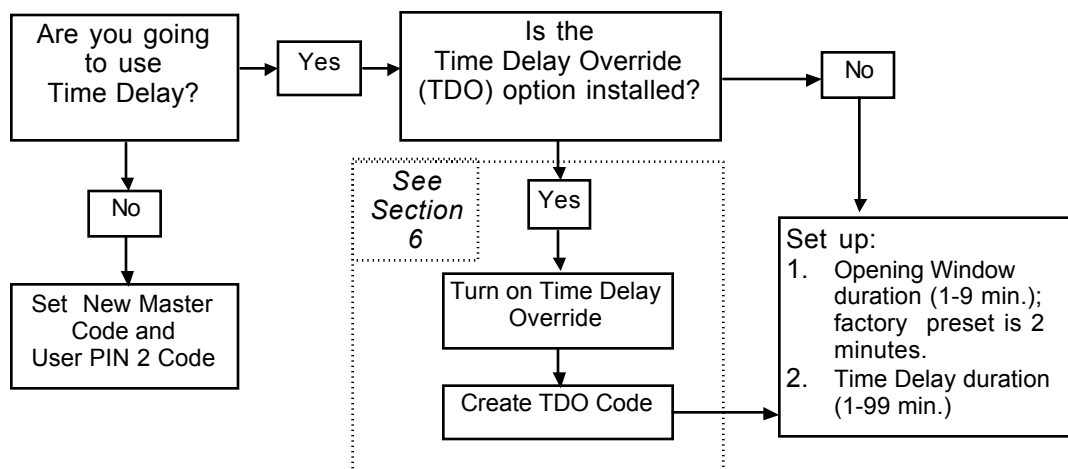 Are you going
to use
Time Delay?
Yes
Is the
Time Delay Override
(TDO) option installed?
No
No
See
Section
6
Yes
Set New Master
Code and
User PIN 2 Code
Turn on Time Delay
Override
Create TDO Code
Set up:
1. Opening Window
duration (1-9 min.);
factory preset is 2
minutes.
2. Time Delay duration
(1-99 min.)